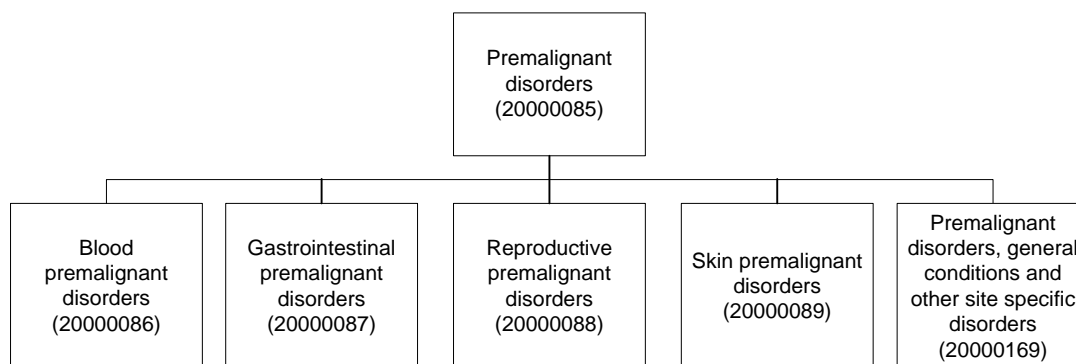 Premalignant
disorders
(20000085)
Blood
premalignant
disorders
(20000086)
Gastrointestinal
premalignant
disorders
(20000087)
Reproductive
premalignant
disorders
(20000088)
Skin premalignant
disorders
(20000089)
Premalignant
disorders, general
conditions and
other site specific
disorders
(20000169)